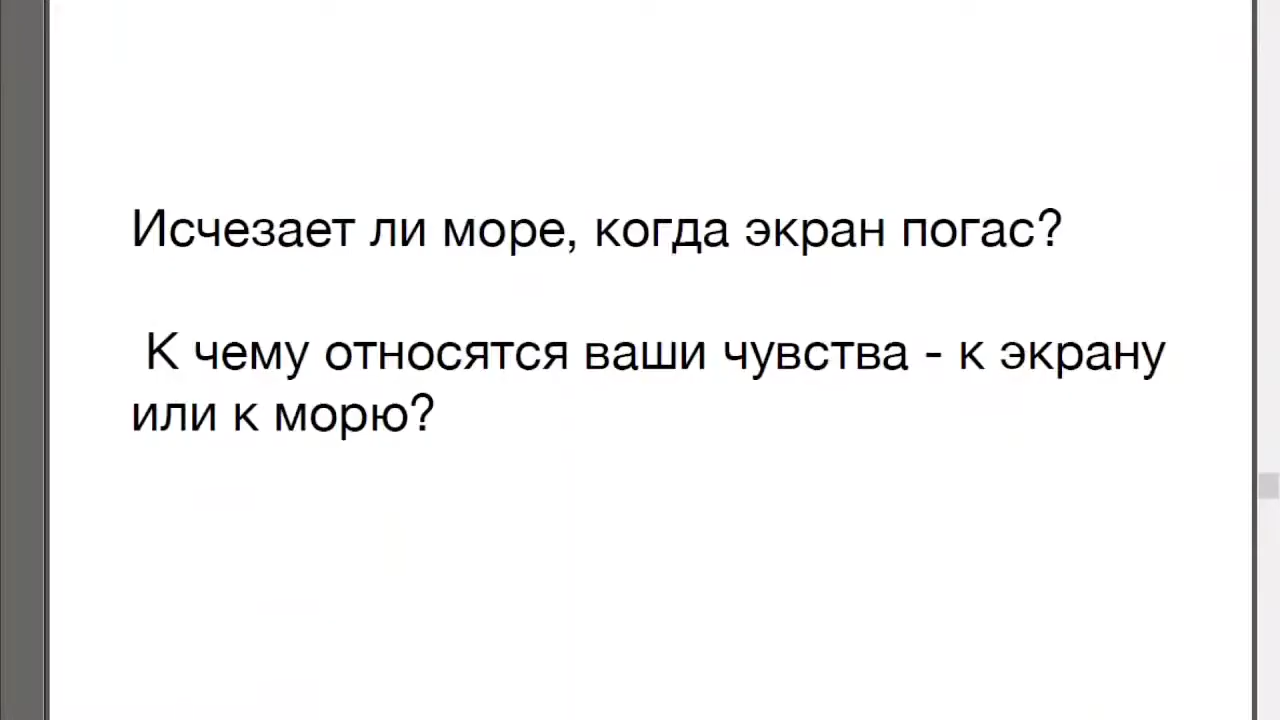 Исчезает ли море, когда экран погас?
К чему относятся ваши чувства - к экрану
или к морю?